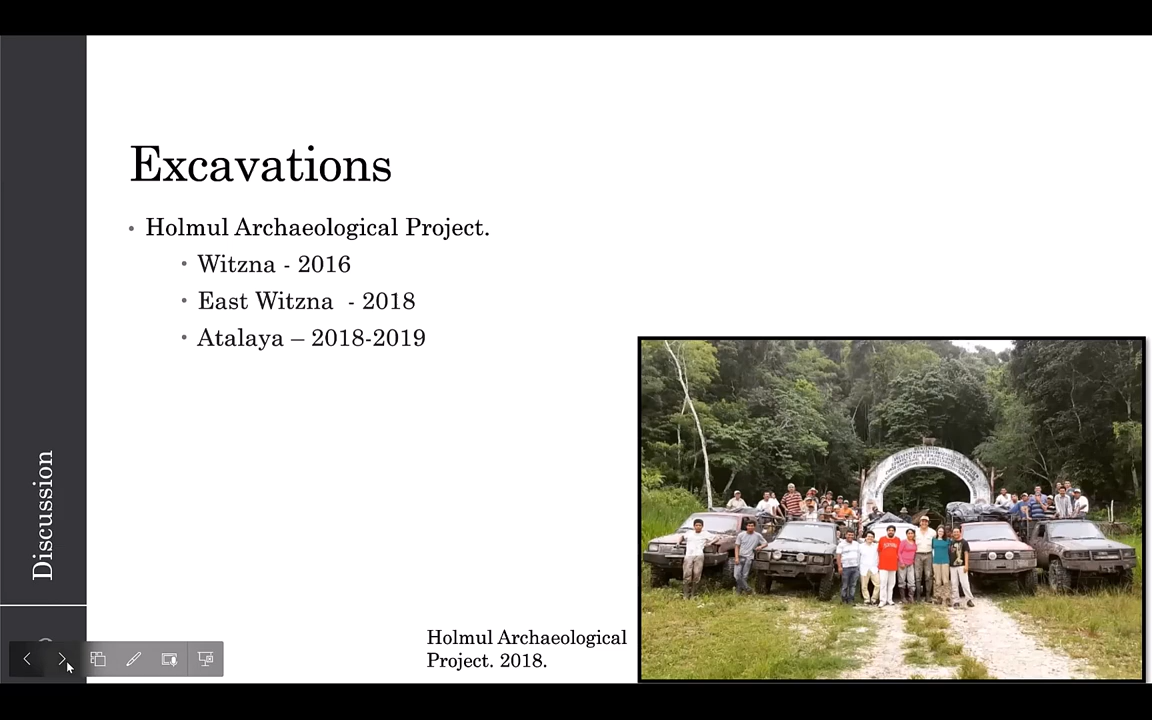 Excavations
• Holmul Archaeological Project.
• Witzna - 2016
• East Witzna - 2018
• Atalaya – 2018-2019
Discussion
Holmul Archaeological
Project. 2018.